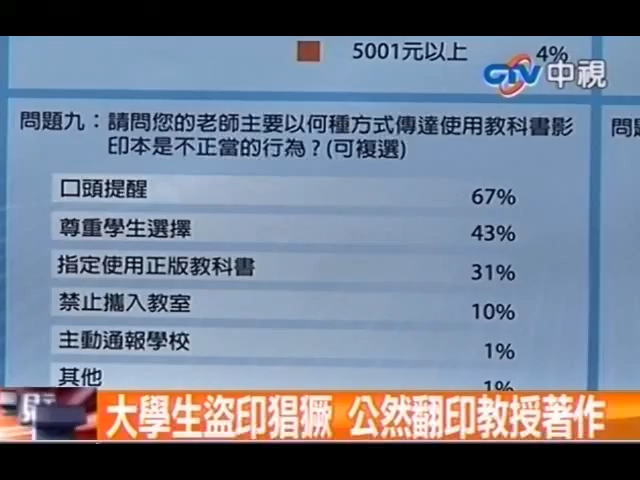 5001元以上 4%
CTV中視
問題九：請問您的老師主要以何種方式傳達使用教科書影
印本是不正當的行為？(可複選)
問題
口頭提醒 67%
尊重學生選擇 43%
指定使用正版教科書 31%
禁止攜入教室 10%
主動通報學校 1%
其他 1%
大學生盜印猖獗 公然翻印教授著作